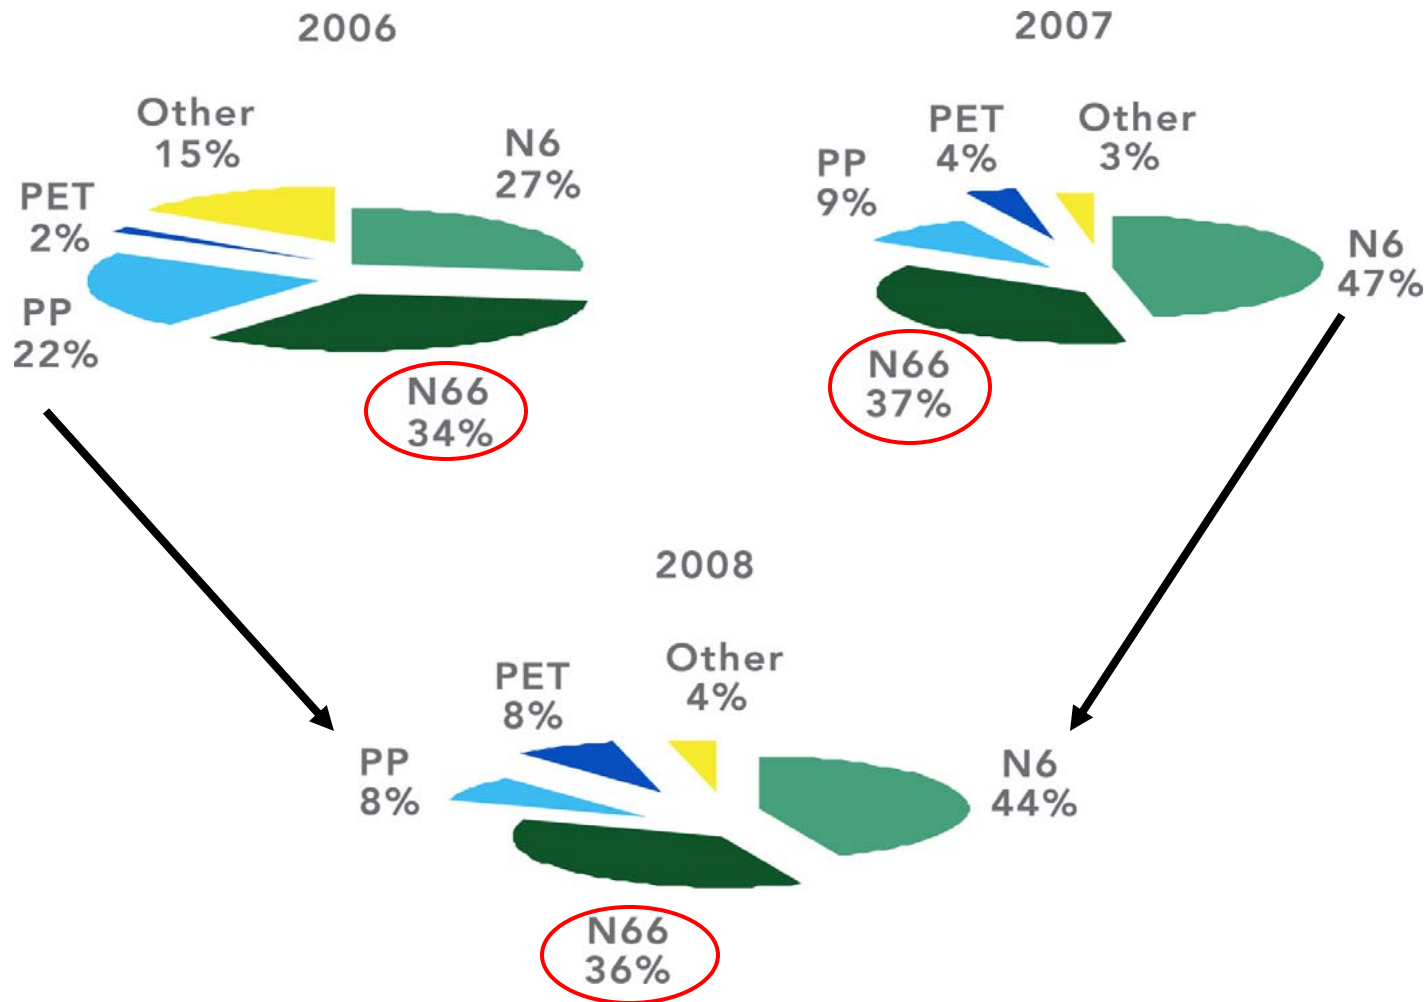 2006
Other
15%
N6
27%
PET
2%
PP
22%
N66
34%
2007
PET
4%
Other
3%
PP
9%
N6
47%
N66
37%
2008
Other
4%
PET
8%
PP
8%
N6
44%
N66
36%